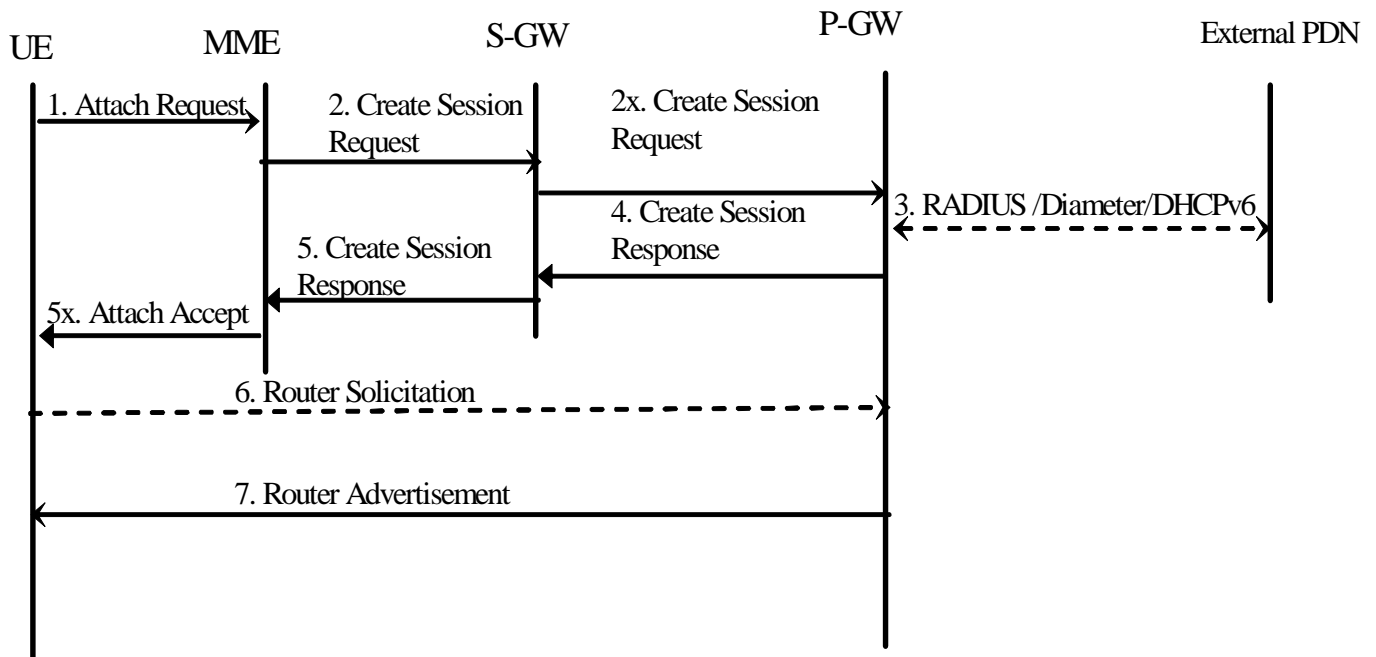 UE
MME
S-GW
P-GW
External PDN
1. Attach Request
2. Create Session
Request
2x. Create Session
Request
3. RADIUS /Diameter/DHCPv6
4. Create Session
Response
5. Create Session
Response
5x. Attach Accept
6. Router Solicitation
7. Router Advertisement